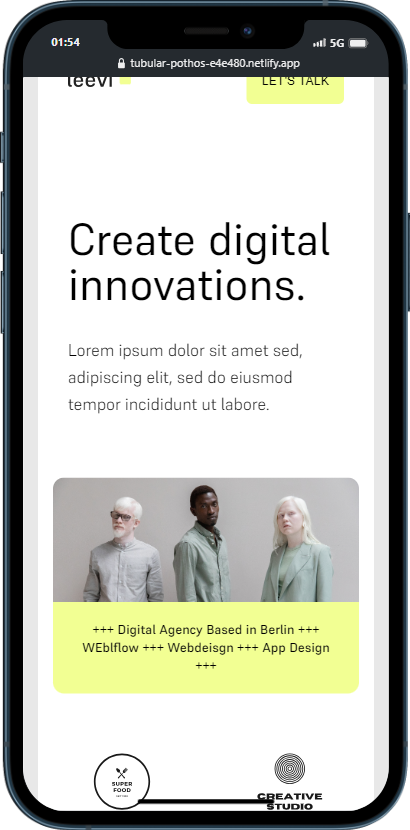 01:54
5G
tubular-pothos-e4e480.netlify.app
leevi
LET'S TALK
Create digital
innovations.
Lorem ipsum dolor sit amet sed,
adipiscing elit, sed do eiusmod
tempor incididunt ut labore.
+++ Digital Agency Based in Berlin +++
WEblflow +++ Webdeisgn +++ App Design
+++
SUPER
FOOD
CREATIVE
STUDIO